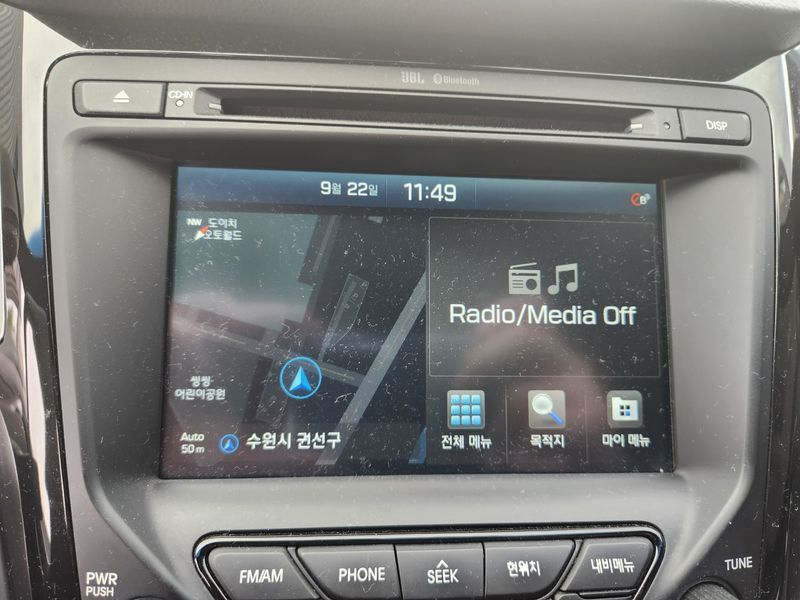 JBL Bluetooth
CD-IN
DISP
9월 22일 11:49
NW 도이치
오토월드
Radio/Media Off
씽씽
어린이공원
Auto
50m
수원시 권선구
전체 메뉴
목적지
마이 메뉴
PWR
PUSH
FM/AM
PHONE
SEEK
현위치
내비메뉴
TUNE